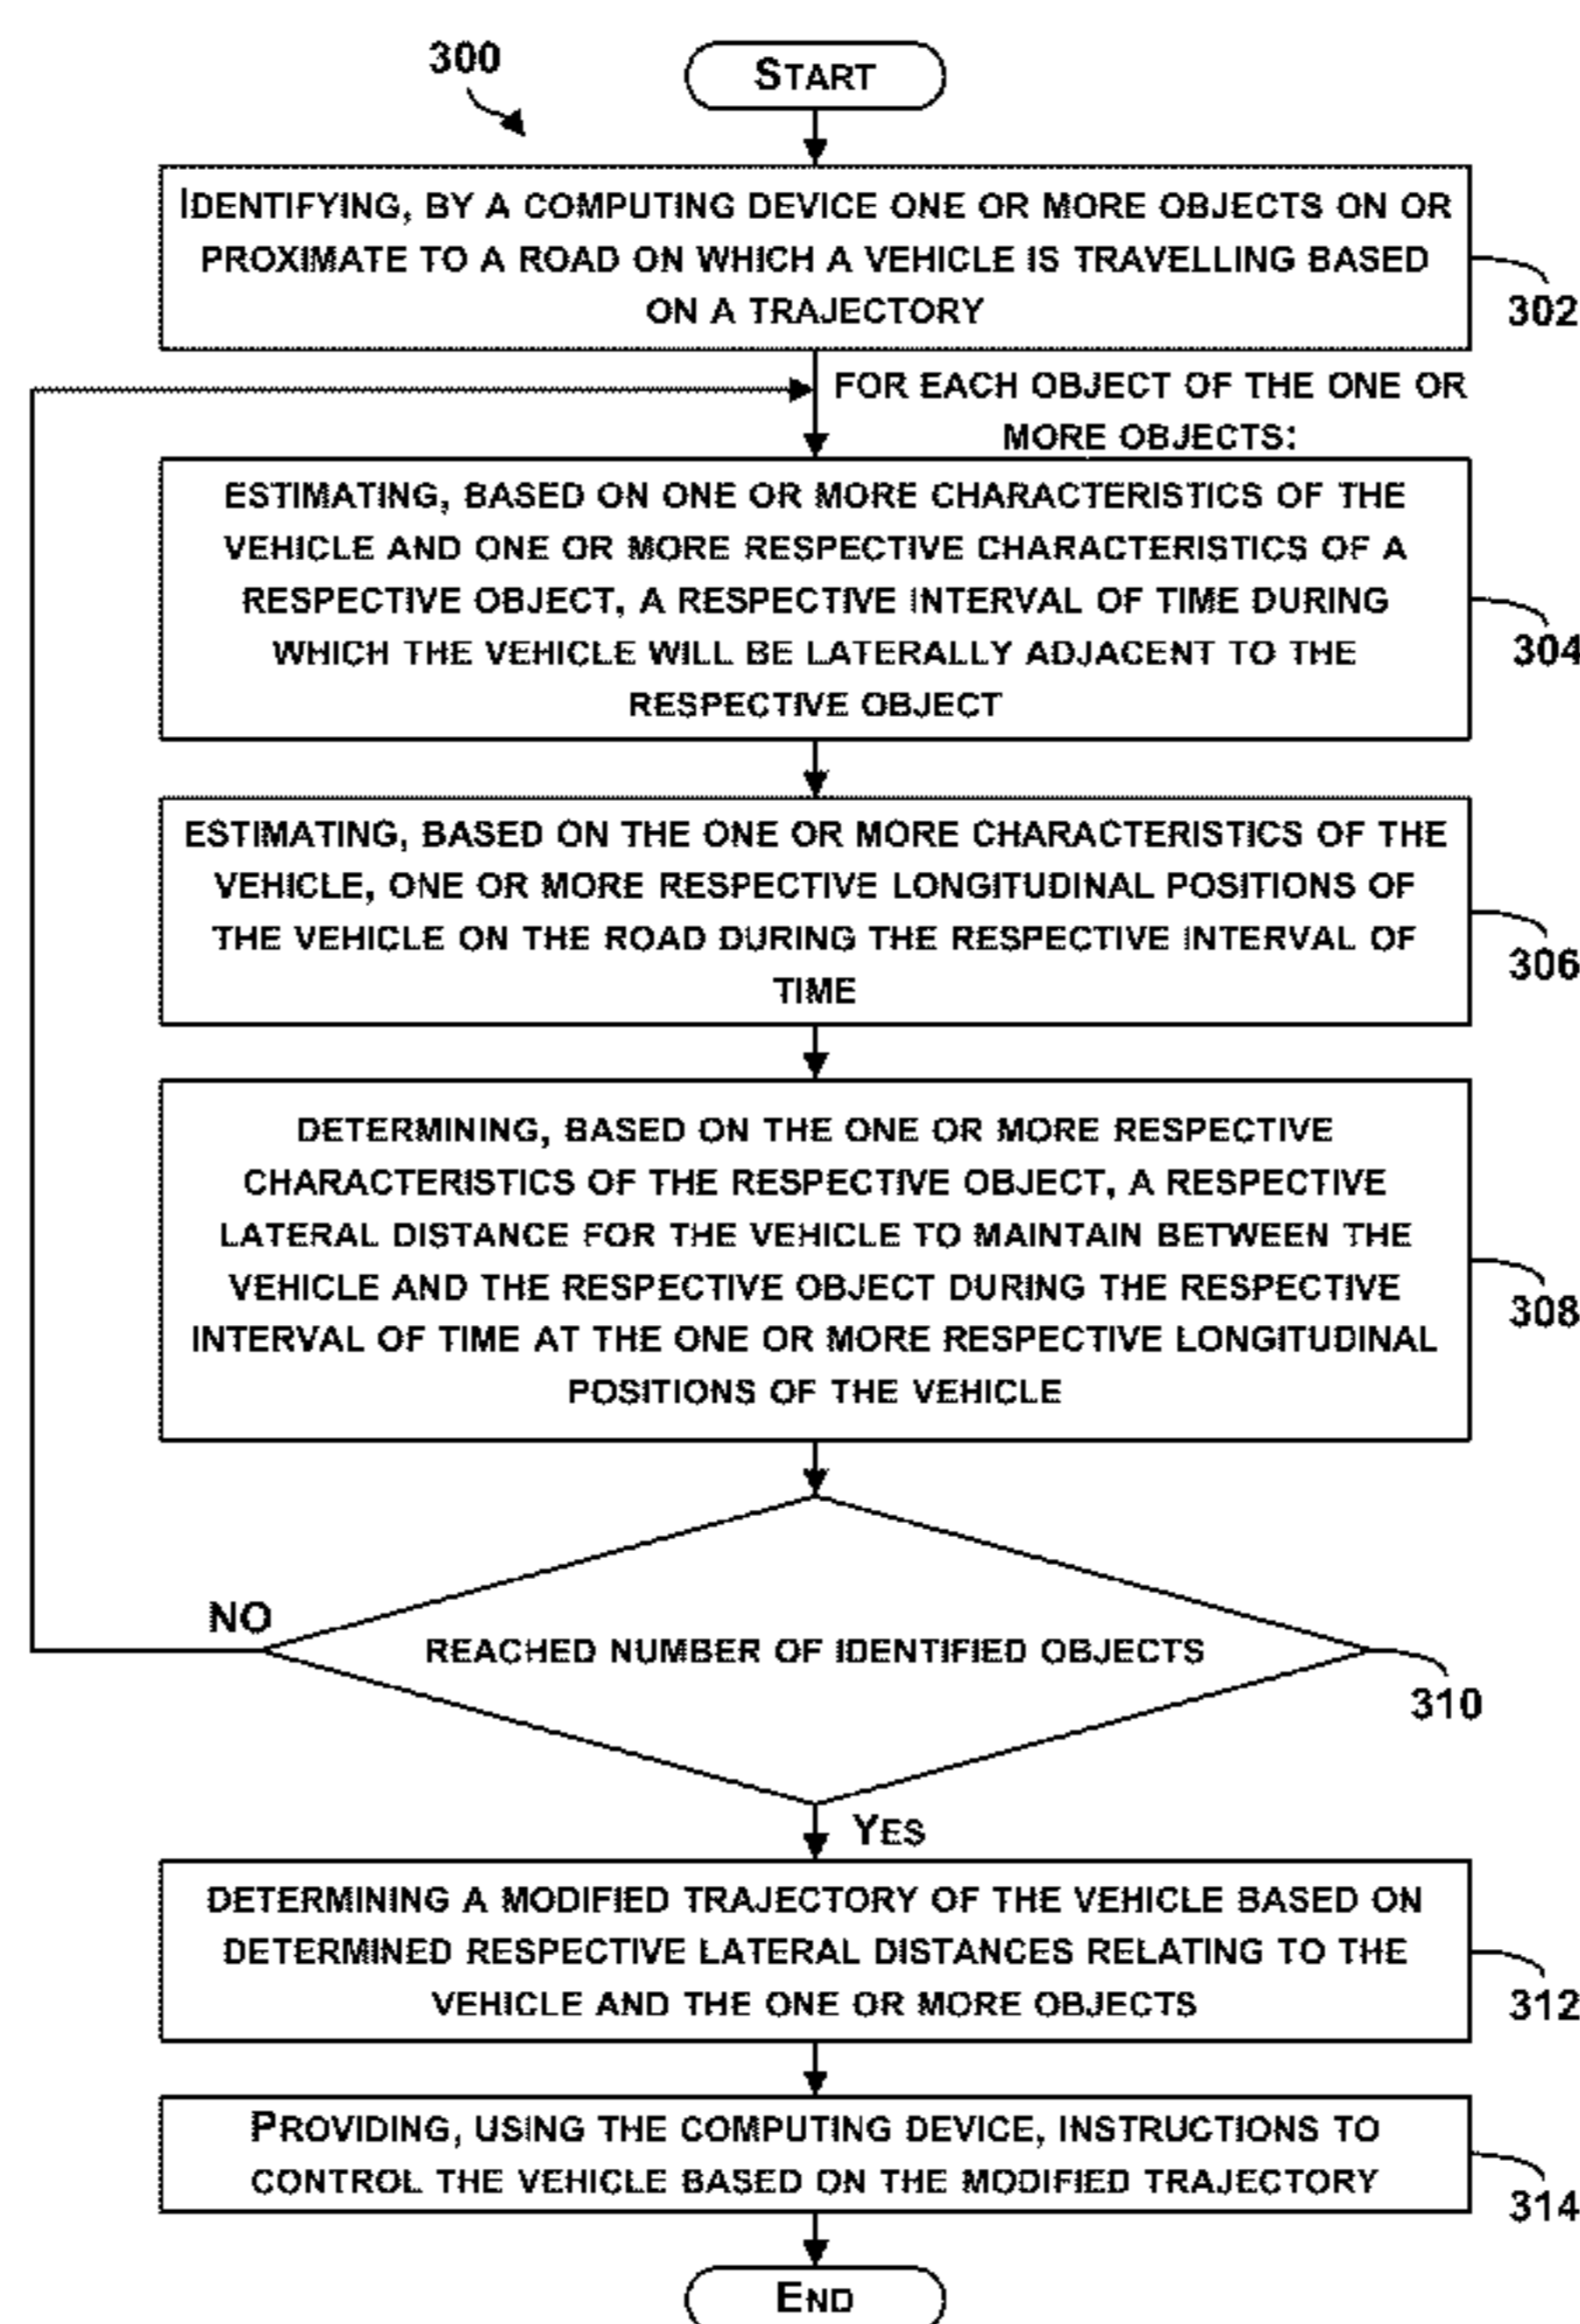 300
START
IDENTIFYING, BY A COMPUTING DEVICE ONE OR MORE OBJECTS ON OR
PROXIMATE TO A ROAD ON WHICH A VEHICLE IS TRAVELLING BASED
ON A TRAJECTORY
302
FOR EACH OBJECT OF THE ONE OR
MORE OBJECTS:
ESTIMATING, BASED ON ONE OR MORE CHARACTERISTICS OF THE
VEHICLE AND ONE OR MORE RESPECTIVE CHARACTERISTICS OF A
RESPECTIVE OBJECT, A RESPECTIVE INTERVAL OF TIME DURING
WHICH THE VEHICLE WILL BE LATERALLY ADJACENT TO THE
RESPECTIVE OBJECT
304
ESTIMATING, BASED ON THE ONE OR MORE CHARACTERISTICS OF THE
VEHICLE, ONE OR MORE RESPECTIVE LONGITUDINAL POSITIONS OF
THE VEHICLE ON THE ROAD DURING THE RESPECTIVE INTERVAL OF
TIME
306
DETERMINING, BASED ON THE ONE OR MORE RESPECTIVE
CHARACTERISTICS OF THE RESPECTIVE OBJECT, A RESPECTIVE
LATERAL DISTANCE FOR THE VEHICLE TO MAINTAIN BETWEEN THE
VEHICLE AND THE RESPECTIVE OBJECT DURING THE RESPECTIVE
INTERVAL OF TIME AT THE ONE OR MORE RESPECTIVE LONGITUDINAL
POSITIONS OF THE VEHICLE
308
NO
REACHED NUMBER OF IDENTIFIED OBJECTS
310
YES
DETERMINING A MODIFIED TRAJECTORY OF THE VEHICLE BASED ON
DETERMINED RESPECTIVE LATERAL DISTANCES RELATING TO THE
VEHICLE AND THE ONE OR MORE OBJECTS
312
PROVIDING, USING THE COMPUTING DEVICE, INSTRUCTIONS TO
CONTROL THE VEHICLE BASED ON THE MODIFIED TRAJECTORY
314
END